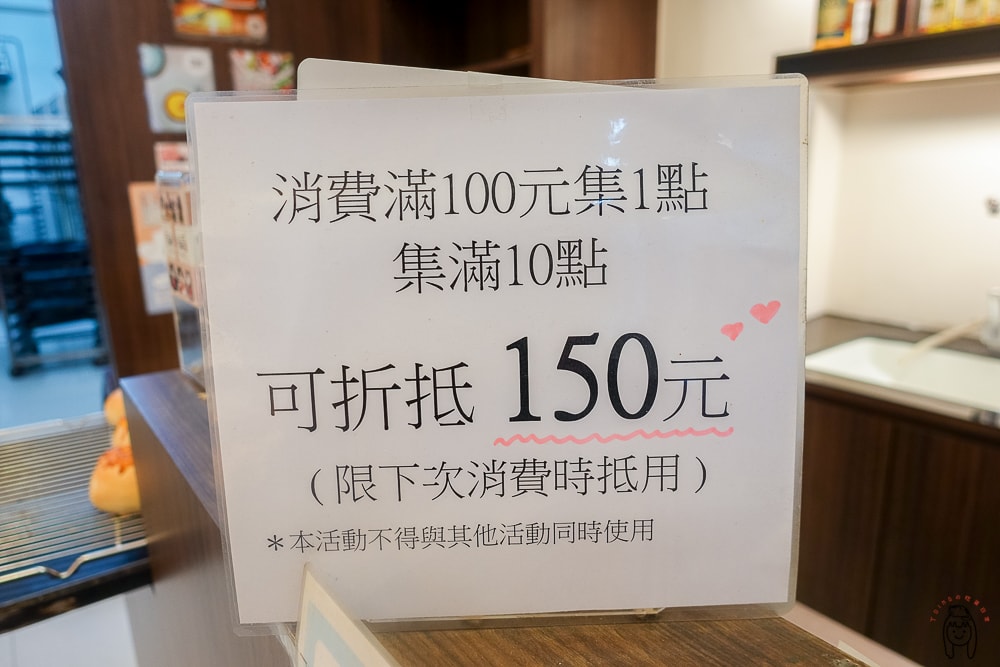 消費滿100元集1點
集滿10點
可折抵 150元
(限下次消費時抵用)
＊本活動不得與其他活動同時使用